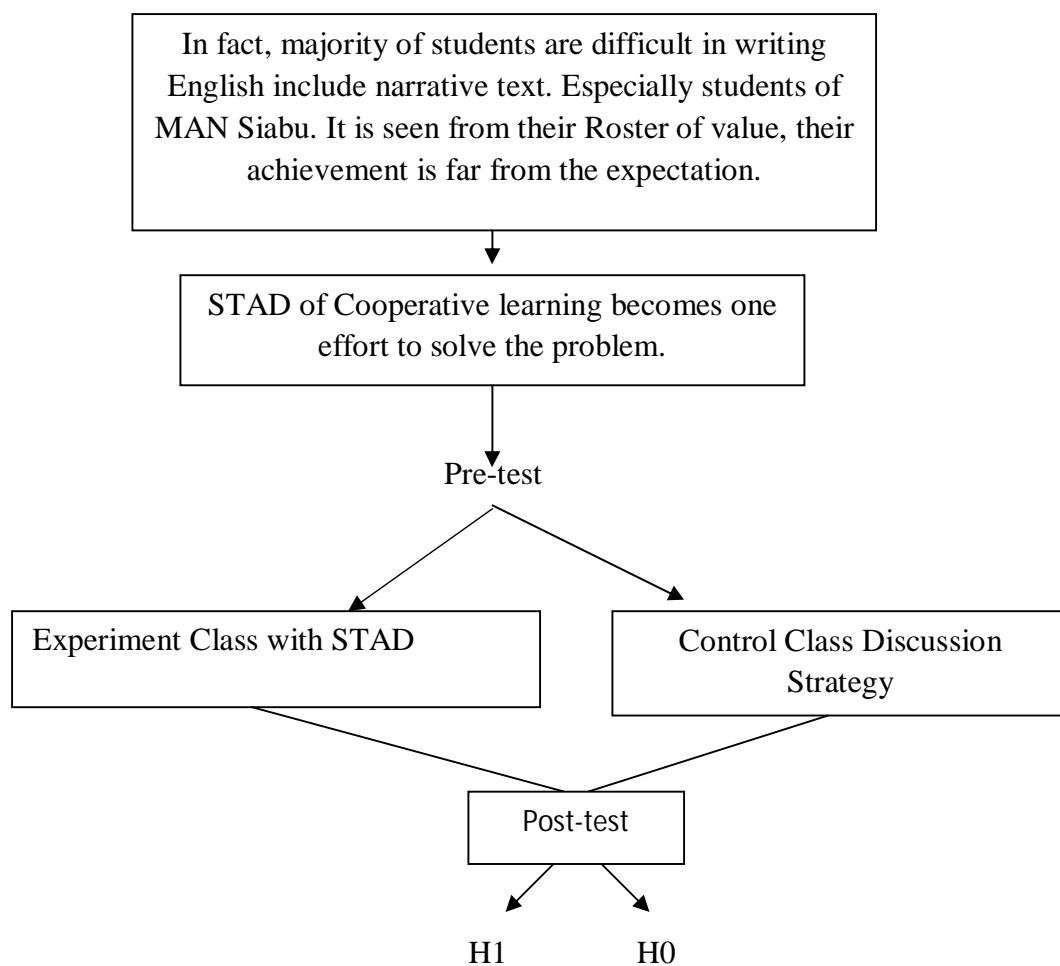 In fact, majority of students are difficult in writing
English include narrative text. Especially students of
MAN Siabu. It is seen from their Roster of value, their
achievement is far from the expectation.
STAD of Cooperative learning becomes one
effort to solve the problem.
Pre-test
Experiment Class with STAD
Control Class Discussion
Strategy
Post-test
H1 H0